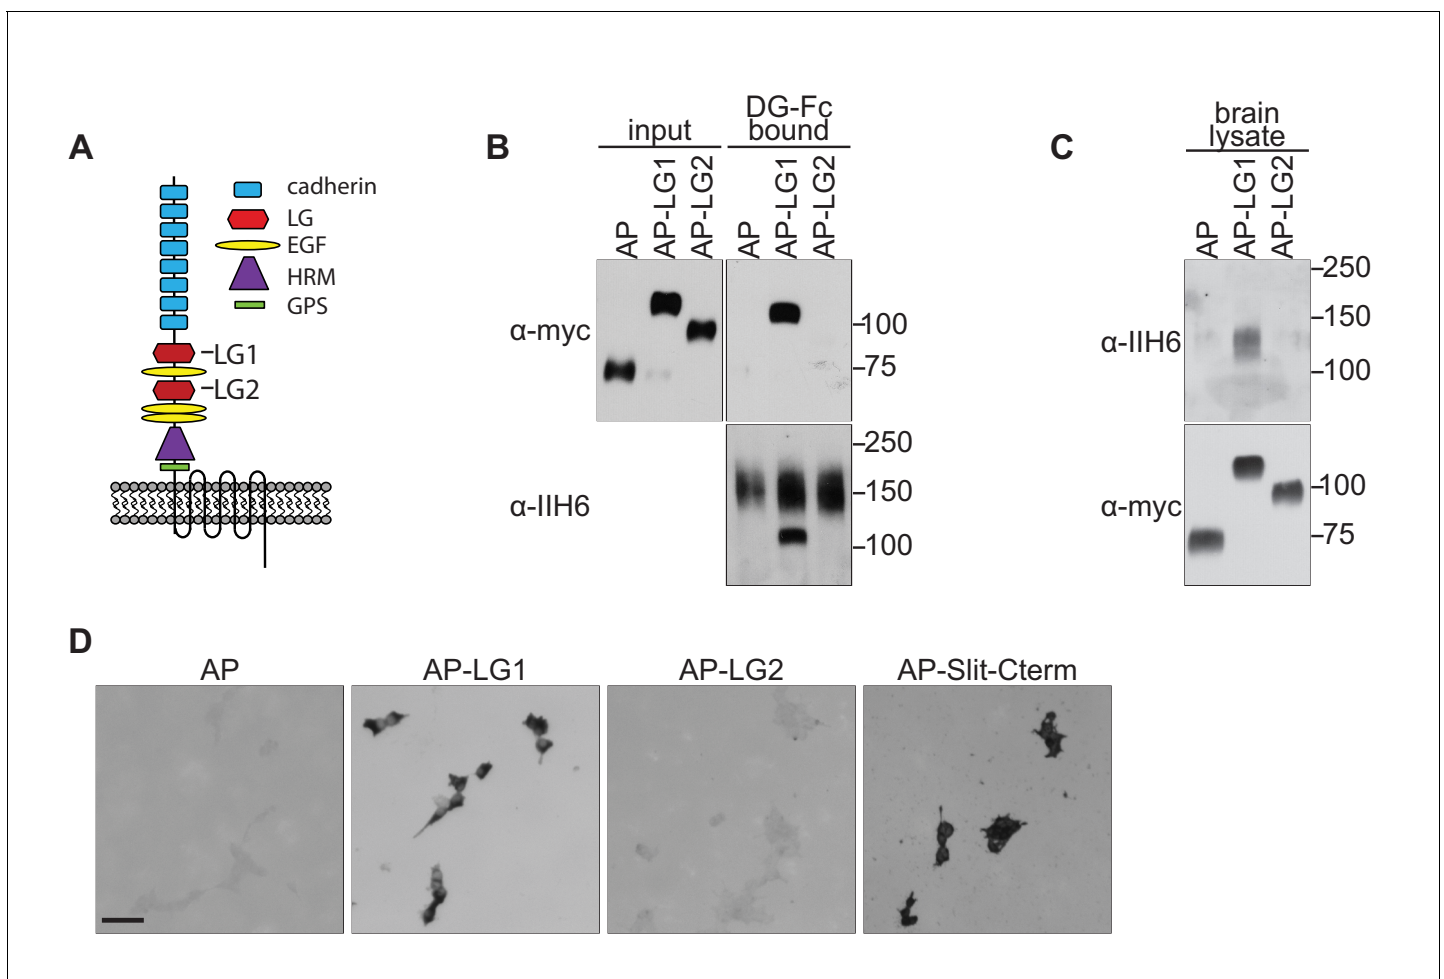 A
cadherin
LG
EGF
HRM
GPS
–LG1
–LG2
B
input
DG-Fc
bound
AP
AP-LG1
AP-LG2
AP
AP-LG1
AP-LG2
α-myc
–100
–75
α-IIH6
–250
–150
–100
C
brain
lysate
AP
AP-LG1
AP-LG2
α-IIH6
–250
–150
–100
α-myc
–100
–75
D
AP
AP-LG1
AP-LG2
AP-Slit-Cterm